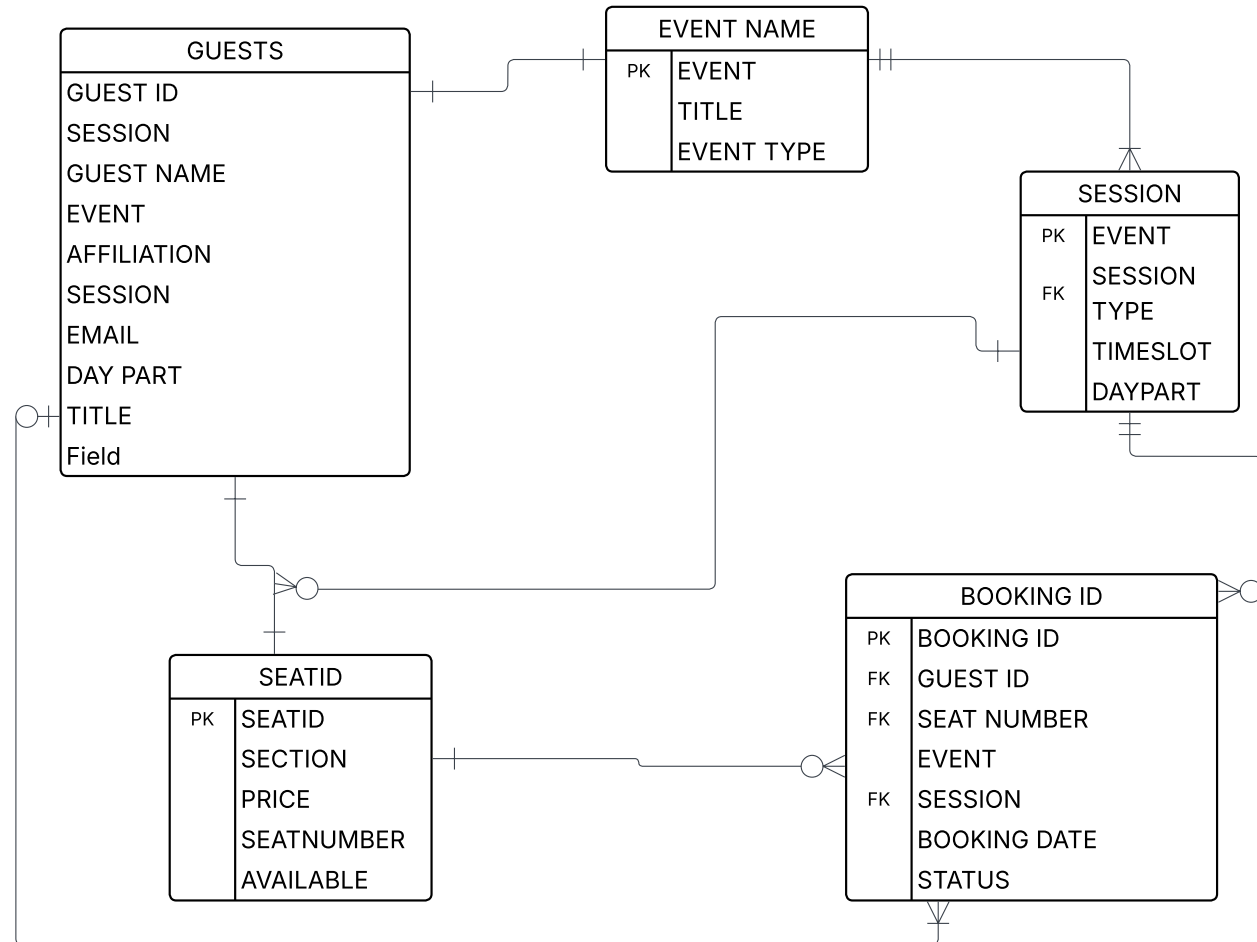 GUESTS
GUEST ID
SESSION
GUEST NAME
EVENT
AFFILIATION
SESSION
EMAIL
DAY PART
TITLE
Field
EVENT NAME
PK EVENT
TITLE
EVENT TYPE
SESSION
PK EVENT
FK SESSION
TYPE
TIMESLOT
DAYPART
SEATID
PK SEATID
SECTION
PRICE
SEATNUMBER
AVAILABLE
BOOKING ID
PK BOOKING ID
FK GUEST ID
FK SEAT NUMBER
EVENT
FK SESSION
BOOKING DATE
STATUS